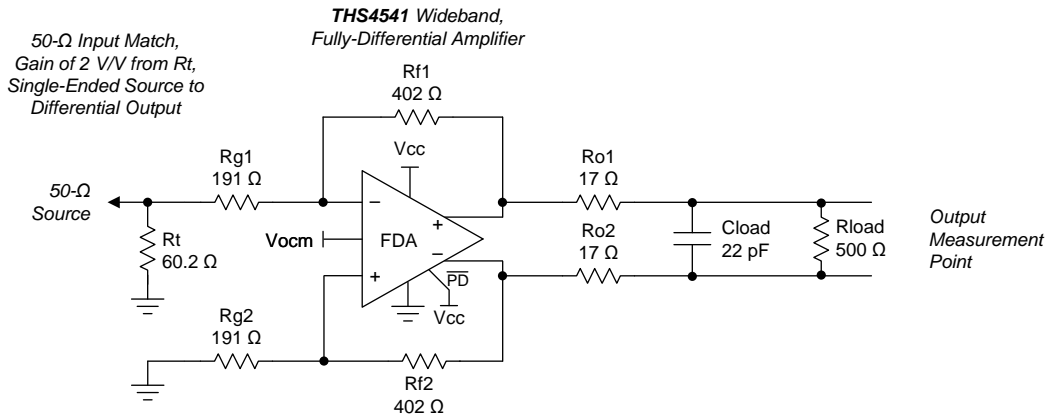 THS4541 Wideband,
Fully-Differential Amplifier
50-Ω Input Match,
Gain of 2 V/V from Rt,
Single-Ended Source to
Differential Output
Rf1
402 Ω
Vcc
Rg1
191 Ω
Ro1
17 Ω
50-Ω
Source
Rt
60.2 Ω
Vocm
FDA
−
+
+
−
PD
Vcc
Ro2
17 Ω
Cload
22 pF
Rload
500 Ω
Output
Measurement
Point
Rg2
191 Ω
Rf2
402 Ω